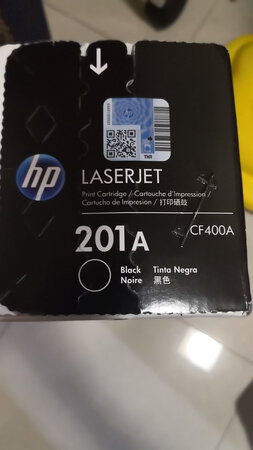 hp
THR
LASERJET
Print Cartridge / Cartouche d'Impression /
Cartucho de Impresión / 打印硒鼓
201A
CF400A
Black Tinta Negra
Noire 黑色